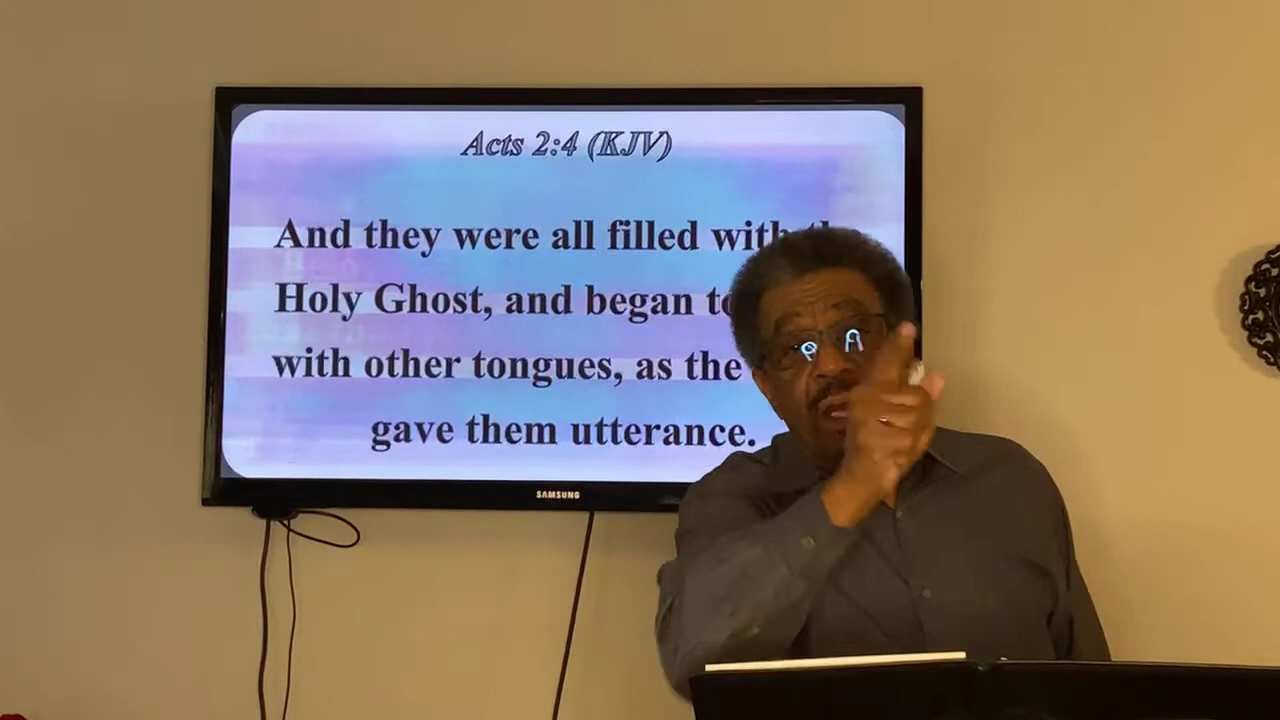 Acts 2:4 (KJV)
And they were all filled with
Holy Ghost, and began
with other tongues, as the
gave them utterance.
SAMSUNG